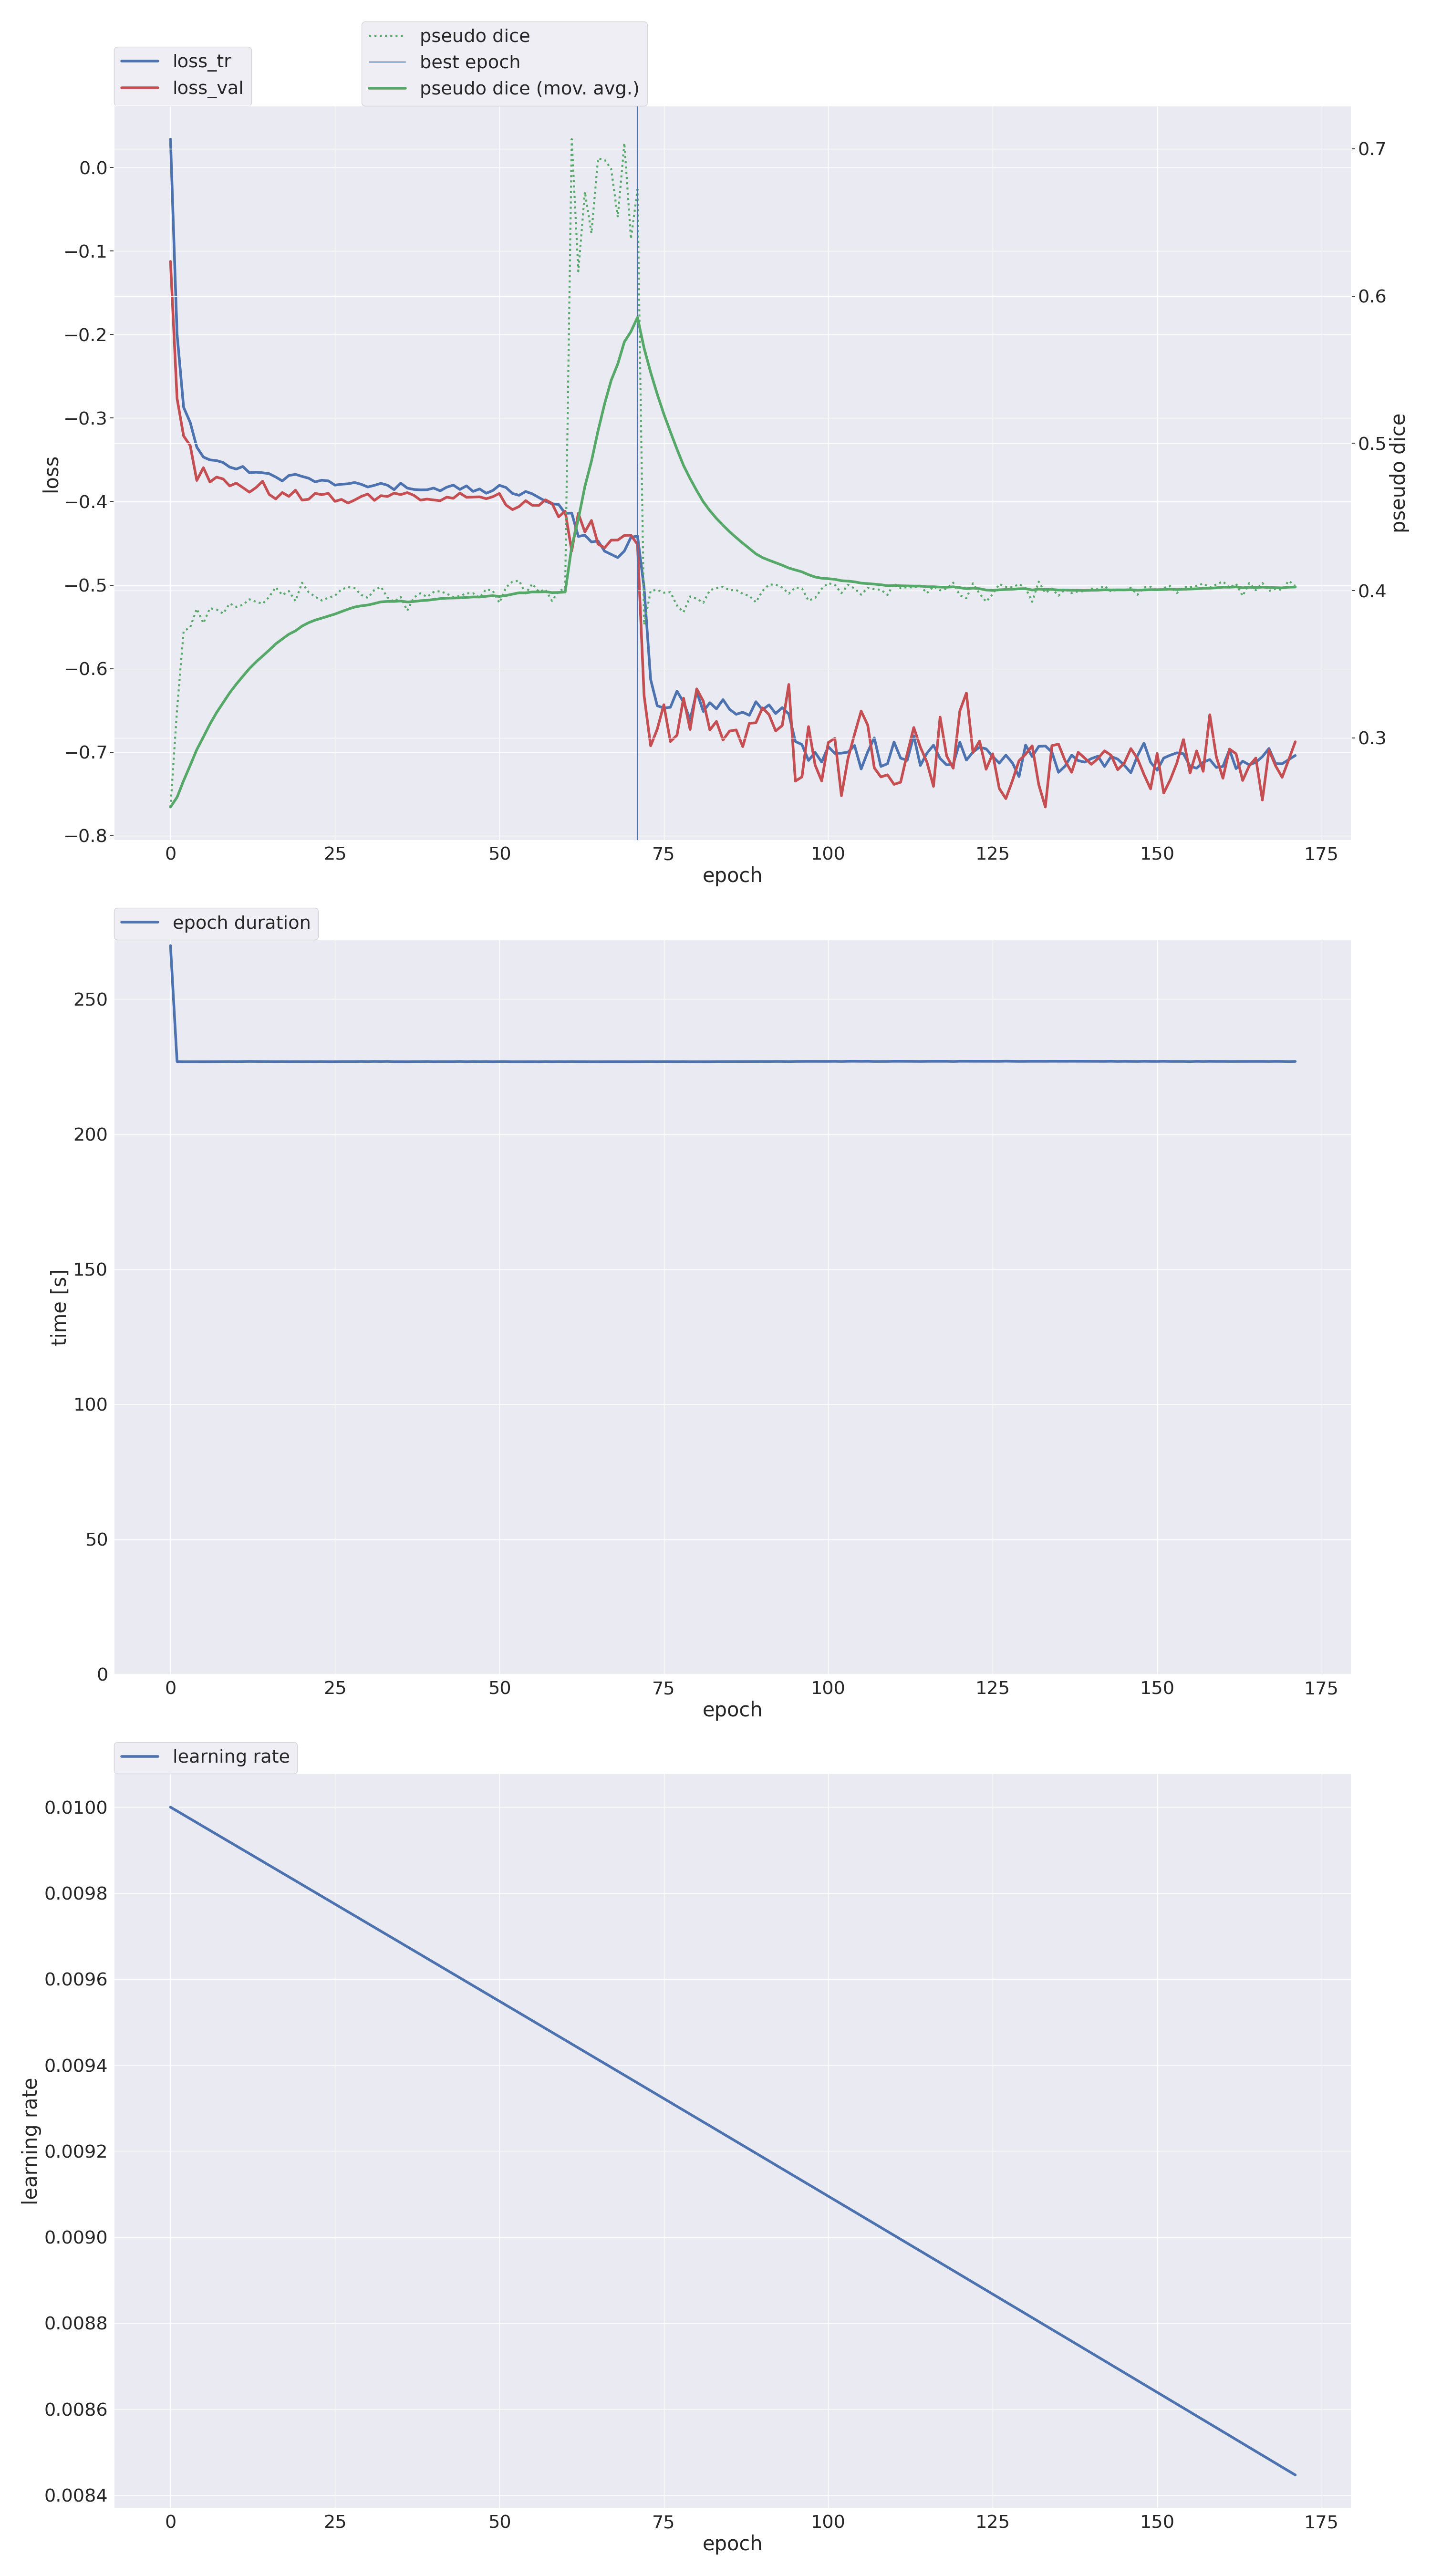 pseudo dice
best epoch
pseudo dice (mov. avg.)
loss_tr
loss_val
0.0
−0.1
−0.2
−0.3
−0.4
−0.5
−0.6
−0.7
−0.8
loss
0.7
0.6
0.5
0.4
0.3
pseudo dice
0 25 50 75 100 125 150 175
epoch
epoch duration
250
200
150
100
50
0
time [s]
0 25 50 75 100 125 150 175
epoch
learning rate
0.0100
0.0098
0.0096
0.0094
0.0092
0.0090
0.0088
0.0086
0.0084
learning rate
0 25 50 75 100 125 150 175
epoch